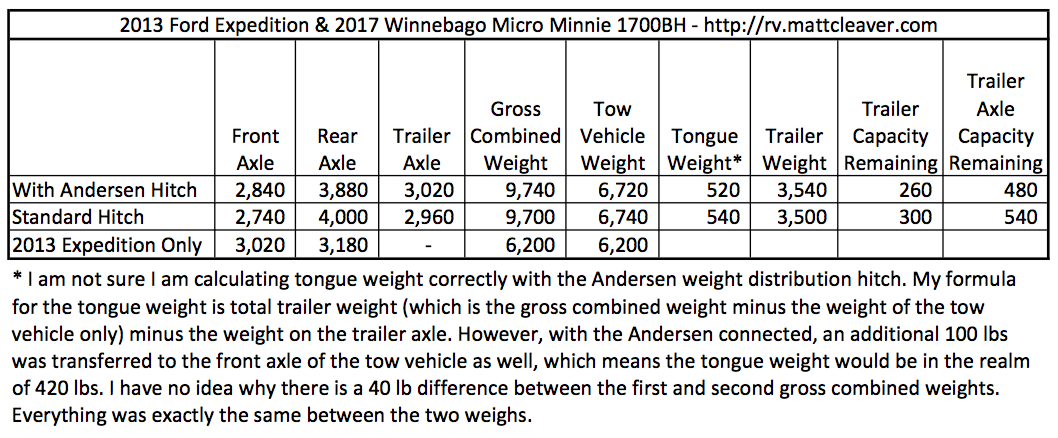 2013 Ford Expedition & 2017 Winnebago Micro Minnie 1700BH - http://rv.mattcleaver.com
Front Axle Rear Axle Trailer Axle Gross Combined Weight Tow Vehicle Weight Tongue Weight* Trailer Weight Trailer Capacity Remaining Trailer Axle Capacity Remaining
With Andersen Hitch 2,840 3,880 3,020 9,740 6,720 520 3,540 260 480
Standard Hitch 2,740 4,000 2,960 9,700 6,740 540 3,500 300 540
2013 Expedition Only 3,020 3,180 - 6,200 6,200
* I am not sure I am calculating tongue weight correctly with the Andersen weight distribution hitch. My formula
for the tongue weight is total trailer weight (which is the gross combined weight minus the weight of the tow
vehicle only) minus the weight on the trailer axle. However, with the Andersen connected, an additional 100 lbs
was transferred to the front axle of the tow vehicle as well, which means the tongue weight would be in the realm
of 420 lbs. I have no idea why there is a 40 lb difference between the first and second gross combined weights.
Everything was exactly the same between the two weighs.